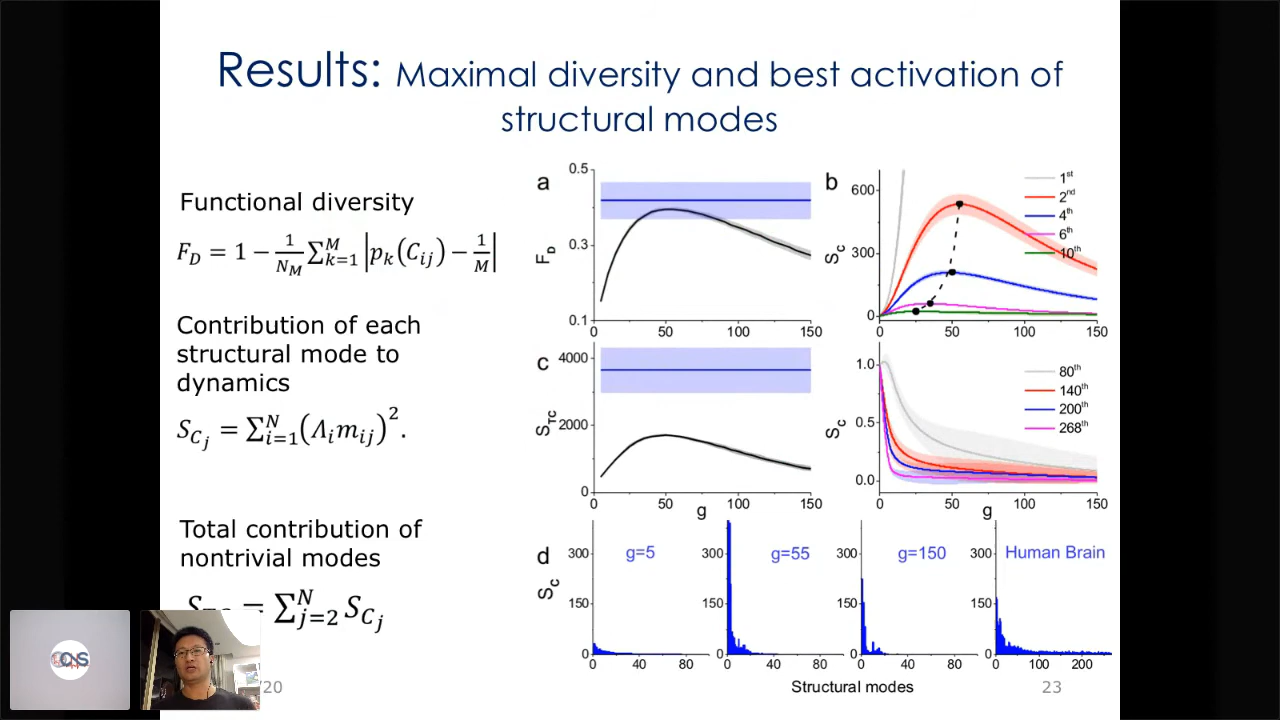 Results: Maximal diversity and best activation of
structural modes
Functional diversity
F_D = 1 − 1/N_M ∑_{k=1}^{M} |p_k(C_ij) − 1/M|
Contribution of each
structural mode to
dynamics
S_{C_j} = ∑_{i=1}^{N} (Λ_i m_ij)^2.
Total contribution of
nontrivial modes
= ∑_{j=2}^{N} S_{C_j}
a
0.5
0.3
0.1
F_D
0 50 100 150
b
600
300
0
S_C
1st
2nd
4th
6th
10th
0 50 100 150
c
4000
2000
0
S_TC
0 50 100 150
g
1.0
0.5
0.0
S_C
80th
140th
200th
268th
0 50 100 150
g
d
S_C
300
150
0
g=5
0 40 80
300
150
0
g=55
0 40 80
300
150
0
g=150
0 40 80
300
150
0
Human Brain
0 100 200
Structural modes
/20
23